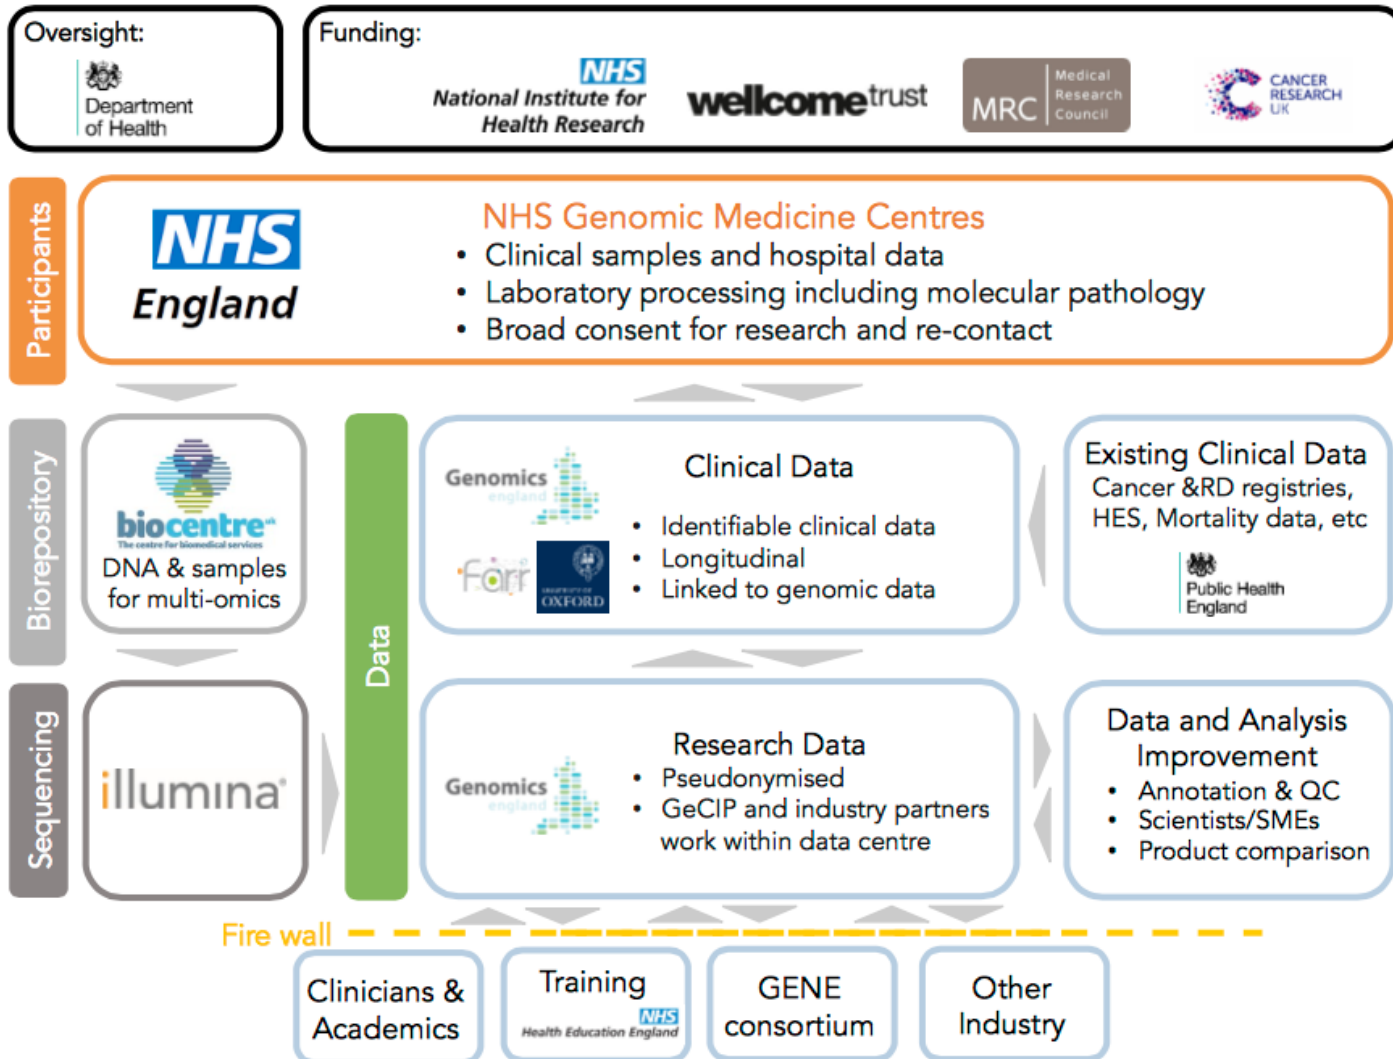 Oversight:
Department
of Health
Funding:
NHS
National Institute for
Health Research
wellcometrust
MRC
Medical
Research
Council
CANCER
RESEARCH
UK
Participants
NHS
England
NHS Genomic Medicine Centres
• Clinical samples and hospital data
• Laboratory processing including molecular pathology
• Broad consent for research and re-contact
Biorepository
biocentre
The centre for biomedical services
DNA & samples
for multi-omics
Data
Genomics
england
Farr
UNIVERSITY OF
OXFORD
Clinical Data
• Identifiable clinical data
• Longitudinal
• Linked to genomic data
Existing Clinical Data
Cancer &RD registries,
HES, Mortality data, etc
Public Health
England
Sequencing
illumina®
Genomics
england
Research Data
• Pseudonymised
• GeCIP and industry partners
work within data centre
Data and Analysis
Improvement
• Annotation & QC
• Scientists/SMEs
• Product comparison
Fire wall
Clinicians &
Academics
Training
NHS
Health Education England
GENE
consortium
Other
Industry